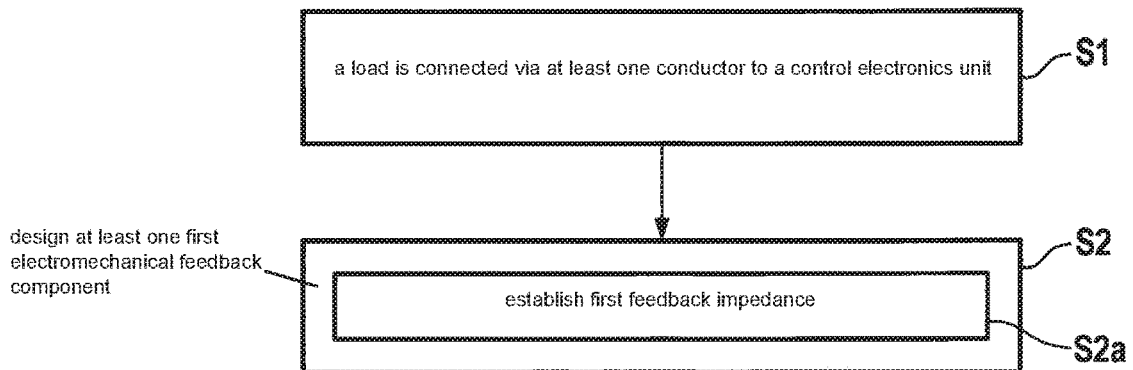 a load is connected via at least one conductor to a control electronics unit
S1
design at least one first
electromechanical feedback
component
S2
establish first feedback impedance
S2a